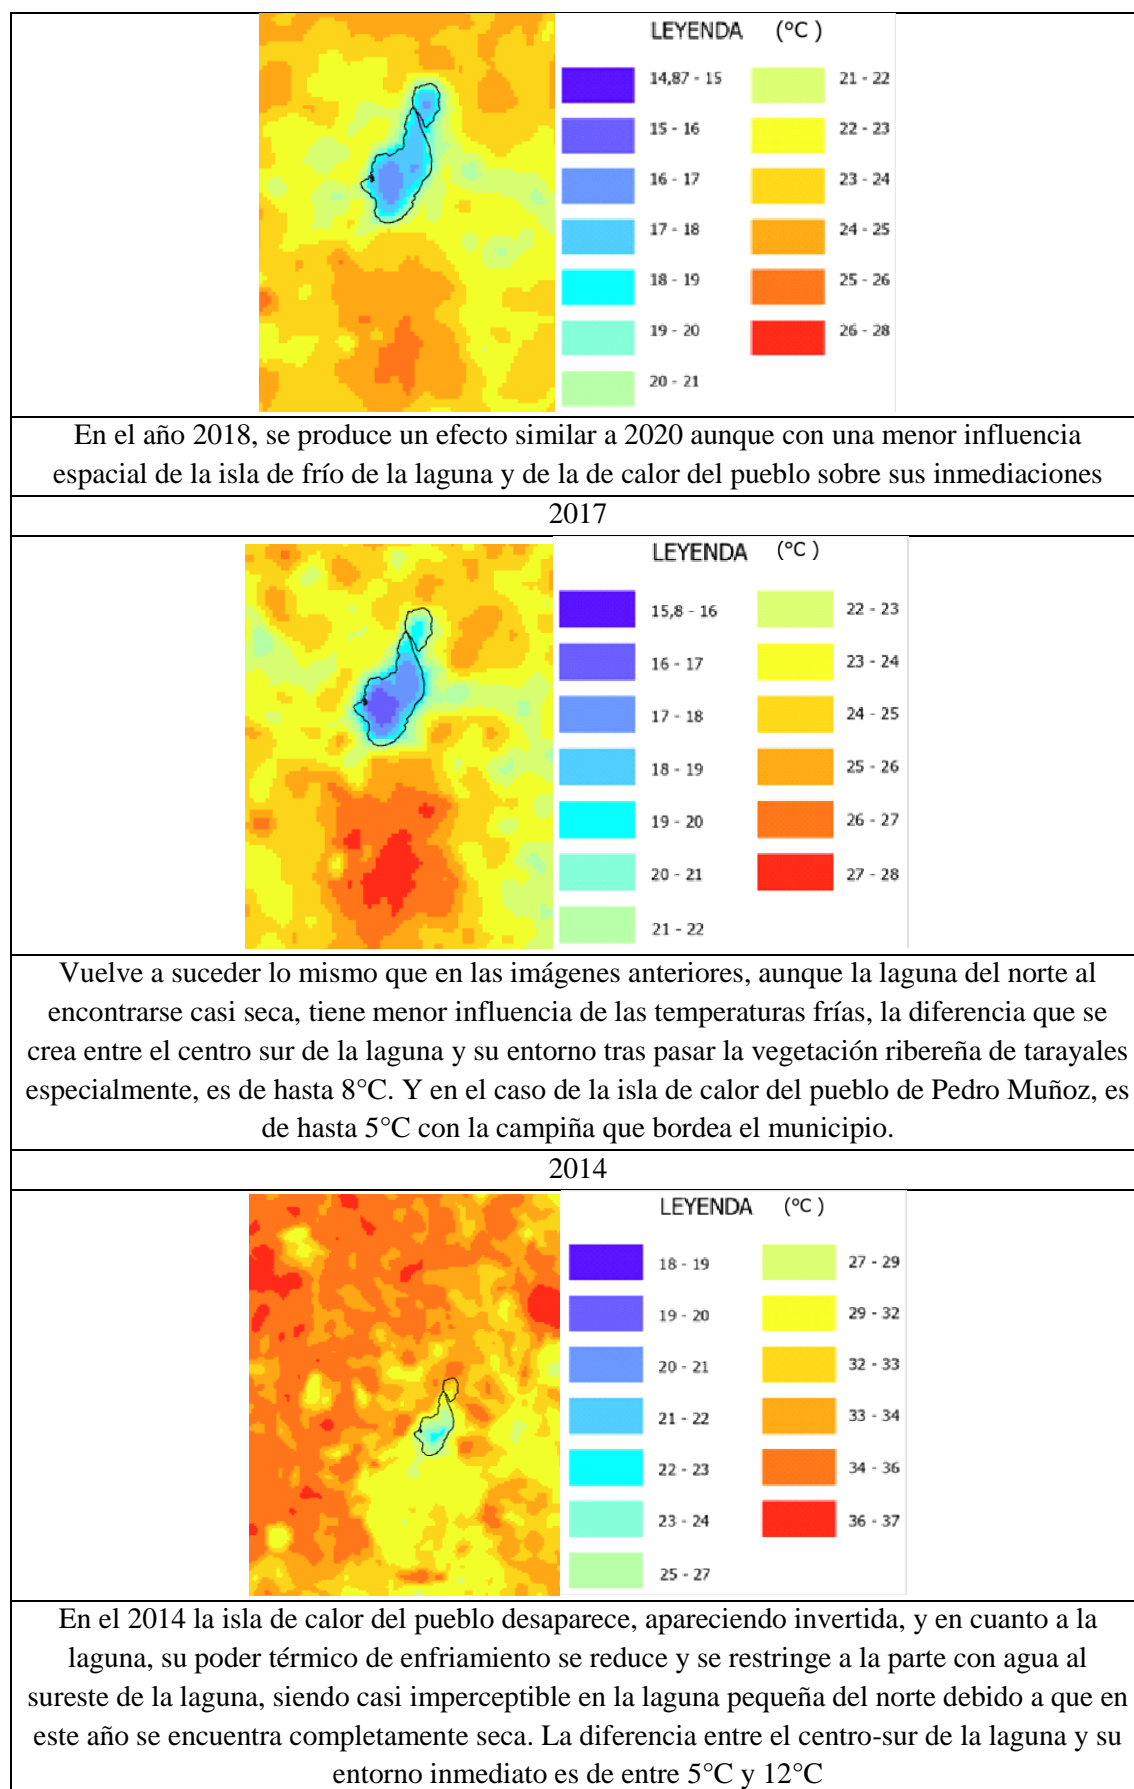 LEYENDA (°C )
14,87 - 15 21 - 22
15 - 16 22 - 23
16 - 17 23 - 24
17 - 18 24 - 25
18 - 19 25 - 26
19 - 20 26 - 28
20 - 21
En el año 2018, se produce un efecto similar a 2020 aunque con una menor influencia
espacial de la isla de frío de la laguna y de la de calor del pueblo sobre sus inmediaciones
2017
LEYENDA (°C )
15,8 - 16 22 - 23
16 - 17 23 - 24
17 - 18 24 - 25
18 - 19 25 - 26
19 - 20 26 - 27
20 - 21 27 - 28
21 - 22
Vuelve a suceder lo mismo que en las imágenes anteriores, aunque la laguna del norte al
encontrarse casi seca, tiene menor influencia de las temperaturas frías, la diferencia que se
crea entre el centro sur de la laguna y su entorno tras pasar la vegetación ribereña de tarayales
especialmente, es de hasta 8°C. Y en el caso de la isla de calor del pueblo de Pedro Muñoz, es
de hasta 5°C con la campiña que bordea el municipio.
2014
LEYENDA (°C )
18 - 19 27 - 29
19 - 20 29 - 32
20 - 21 32 - 33
21 - 22 33 - 34
22 - 23 34 - 36
23 - 24 36 - 37
25 - 27
En el 2014 la isla de calor del pueblo desaparece, apareciendo invertida, y en cuanto a la
laguna, su poder térmico de enfriamiento se reduce y se restringe a la parte con agua al
sureste de la laguna, siendo casi imperceptible en la laguna pequeña del norte debido a que en
este año se encuentra completamente seca. La diferencia entre el centro-sur de la laguna y su
entorno inmediato es de entre 5°C y 12°C